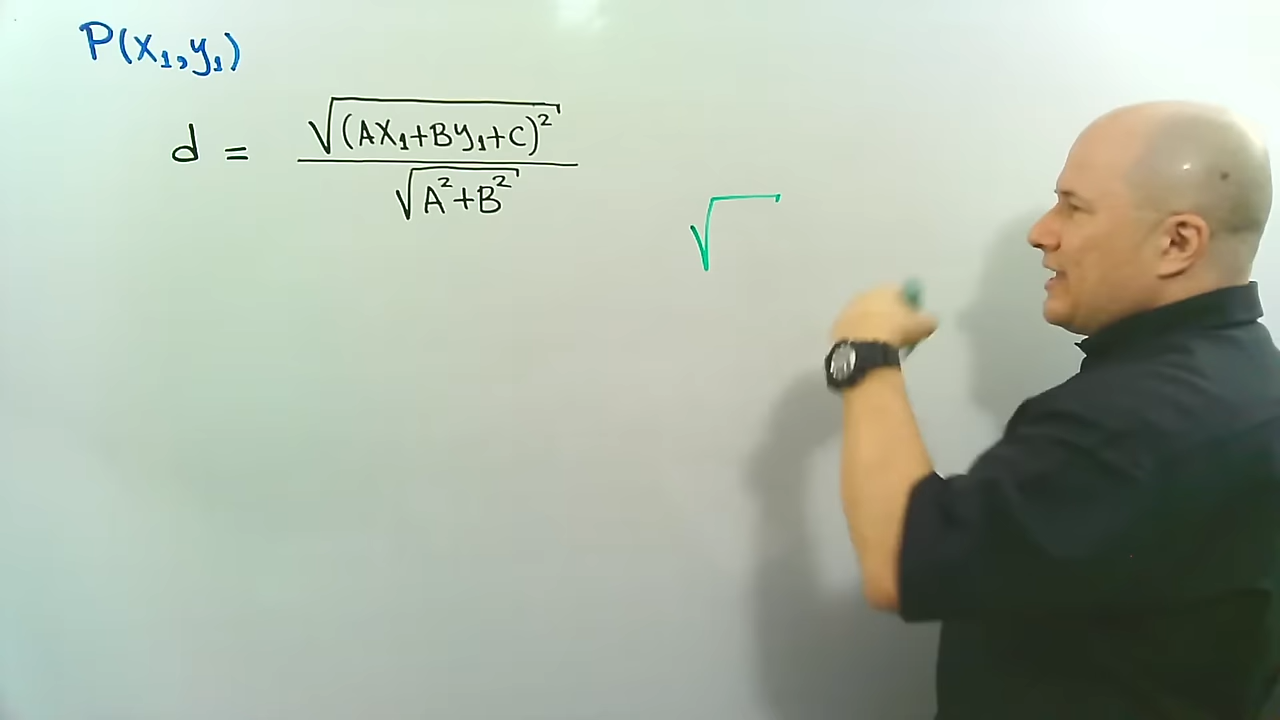 P(x₁,y₁)
d = √(Ax₁+By₁+C)² / √A²+B²
√